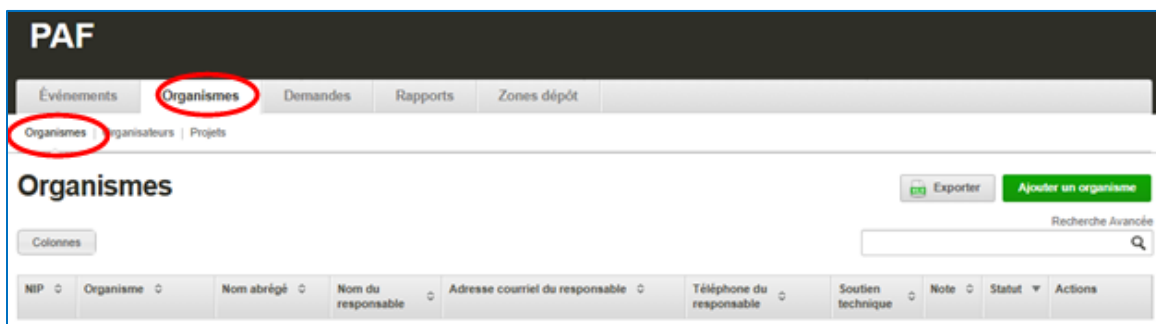 PAF
Événements Organismes Demandes Rapports Zones dépôt
Organismes | Organisateurs | Projets
Organismes
Exporter Ajouter un organisme
Recherche Avancée
Colonnes
NIP Organisme Nom abrégé Nom du responsable Adresse courriel du responsable Téléphone du responsable Soutien technique Note Statut Actions